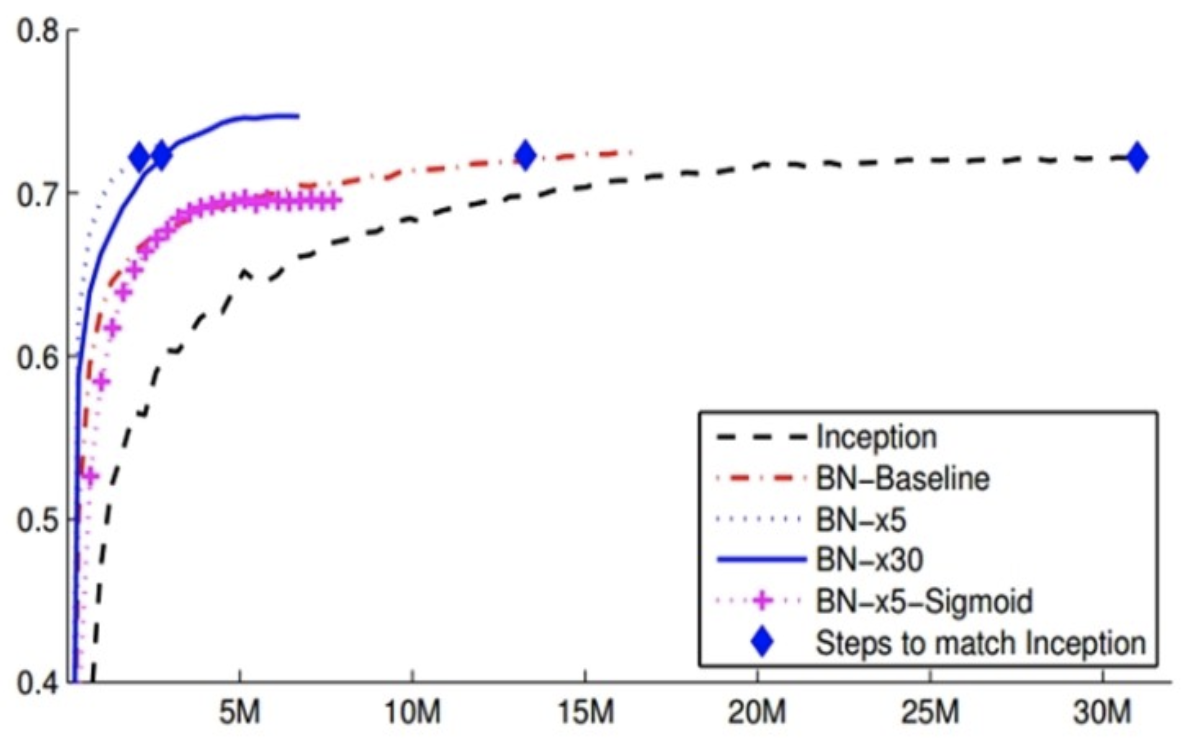 0.8
0.7
0.6
0.5
0.4
5M 10M 15M 20M 25M 30M
Inception
BN−Baseline
BN−x5
BN−x30
BN−x5−Sigmoid
Steps to match Inception